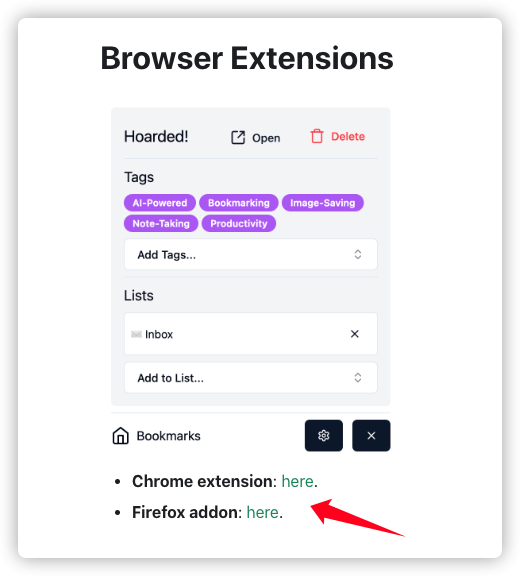 Browser Extensions
Hoarded!
Open
Delete
Tags
AI-Powered
Bookmarking
Image-Saving
Note-Taking
Productivity
Add Tags...
Lists
Inbox
Add to List...
Bookmarks
Chrome extension: here.
Firefox addon: here.